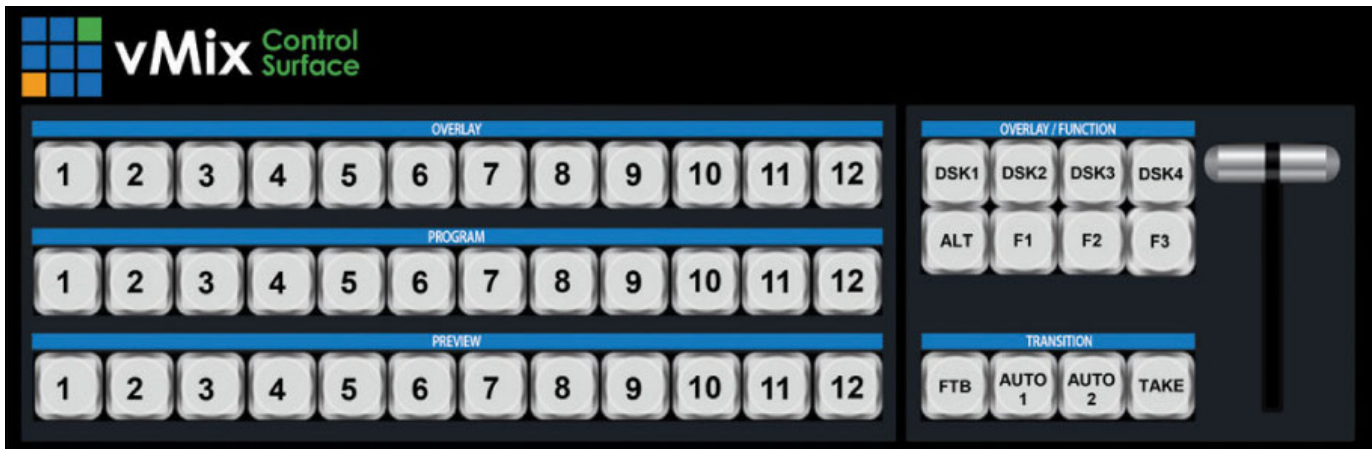 vMix Control Surface
OVERLAY
1 2 3 4 5 6 7 8 9 10 11 12
PROGRAM
1 2 3 4 5 6 7 8 9 10 11 12
PREVIEW
1 2 3 4 5 6 7 8 9 10 11 12
OVERLAY / FUNCTION
DSK1 DSK2 DSK3 DSK4
ALT F1 F2 F3
TRANSITION
FTB AUTO 1 AUTO 2 TAKE